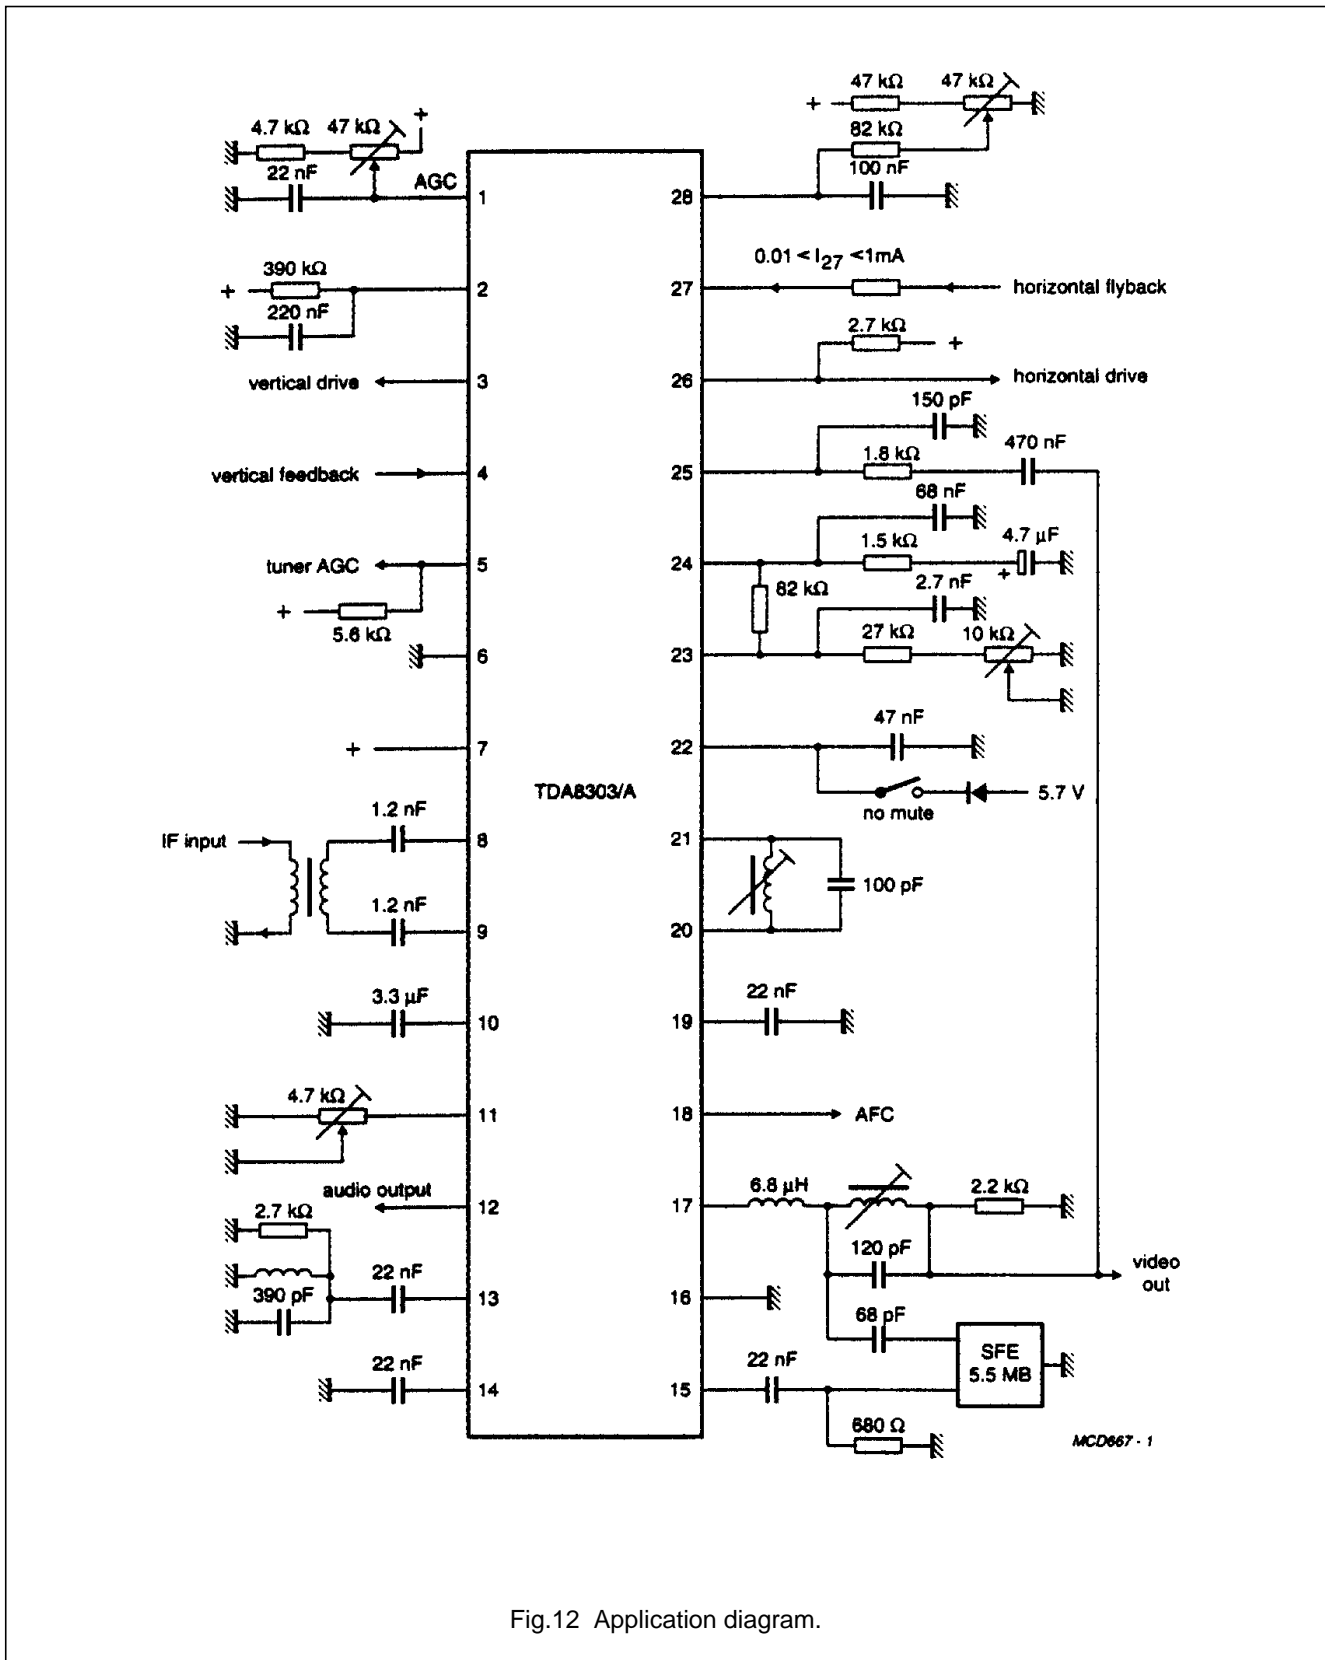 47 kΩ 47 kΩ
+
82 kΩ
100 nF
4.7 kΩ 47 kΩ +
22 nF
AGC
1
28
390 kΩ
+
220 nF
2
0.01 < I27 < 1mA
27
horizontal flyback
2.7 kΩ
+
vertical drive
3
26
horizontal drive
150 pF
470 nF
1.8 kΩ
vertical feedback
4
25
68 nF
4.7 µF
1.5 kΩ
+
tuner AGC
5
24
+
5.6 kΩ
82 kΩ
2.7 nF
27 kΩ
10 kΩ
6
23
47 nF
+
7
22
TDA8303/A
no mute
5.7 V
1.2 nF
IF input
8
21
100 pF
1.2 nF
9
20
3.3 µF
22 nF
10
19
4.7 kΩ
11
18
AFC
audio output
12
17
6.8 µH
2.2 kΩ
2.7 kΩ
120 pF
video
out
390 pF
22 nF
13
16
68 pF
SFE
5.5 MB
22 nF
22 nF
14
15
680 Ω
MCD667 - 1
Fig.12 Application diagram.